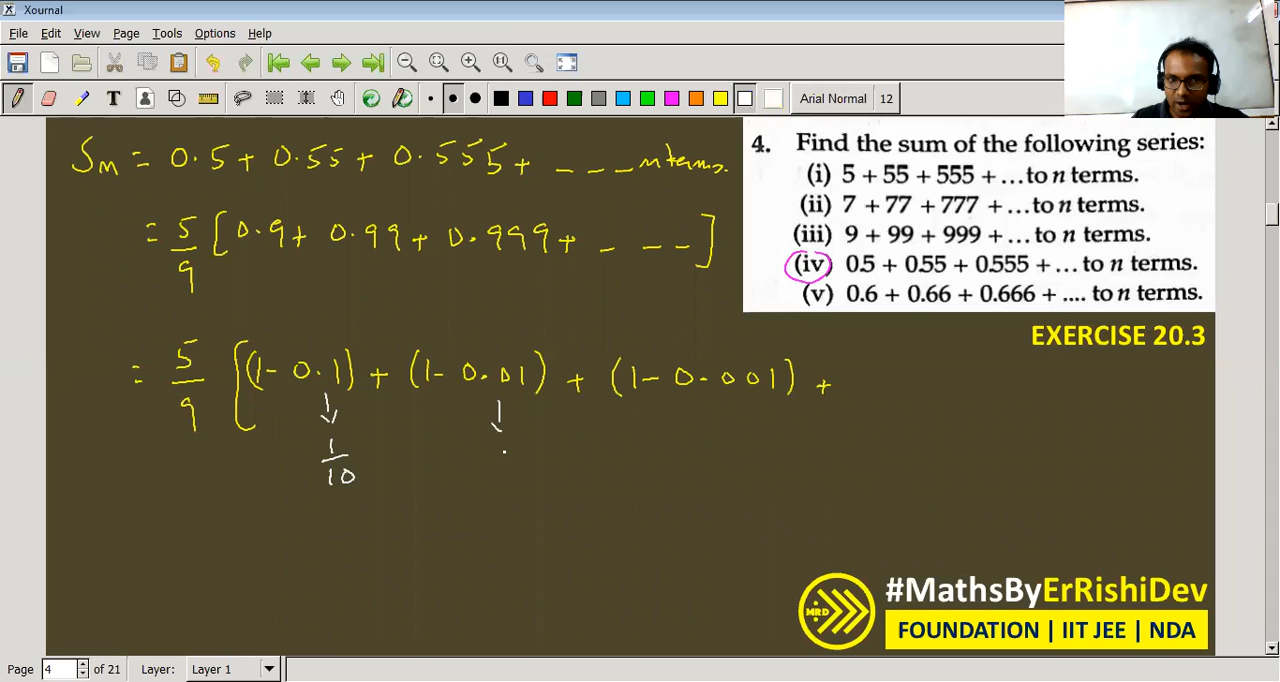 Xournal
File Edit View Page Tools Options Help
Arial Normal 12
Sn = 0.5 + 0.55 + 0.555 + _ _ _ n terms.
= 5/9 [0.9 + 0.99 + 0.999 + _ _ _ ]
= 5/9 [(1 - 0.1) + (1 - 0.01) + (1 - 0.001) +
↓ ↓
1/10
4. Find the sum of the following series:
(i) 5 + 55 + 555 + ... to n terms.
(ii) 7 + 77 + 777 + ... to n terms.
(iii) 9 + 99 + 999 + ... to n terms.
(iv) 0.5 + 0.55 + 0.555 + ... to n terms.
(v) 0.6 + 0.66 + 0.666 + .... to n terms.
EXERCISE 20.3
MRD
#MathsByErRishiDev
FOUNDATION | IIT JEE | NDA
Page 4 of 21 Layer: Layer 1